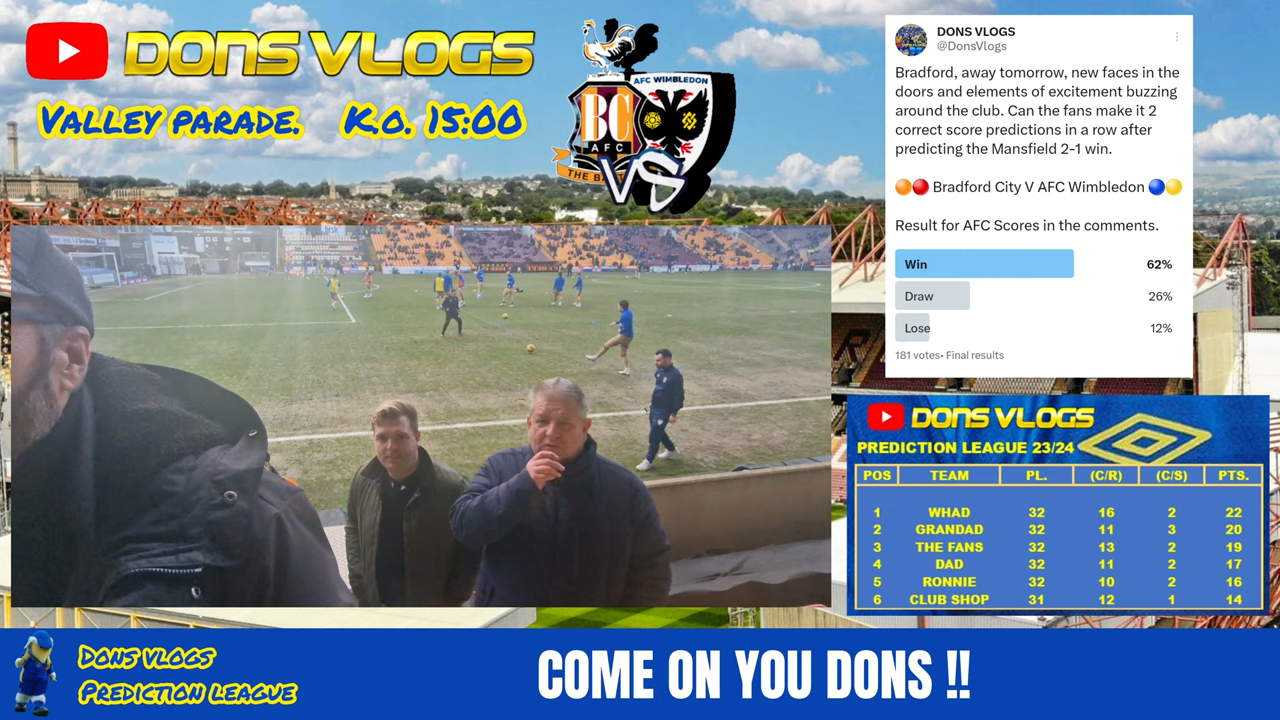 DONS VLOGS
VALLEY PARADE. K.O. 15:00
AFC WIMBLEDON
BC
AFC
VS
DONS VLOGS
@DonsVlogs
Bradford, away tomorrow, new faces in the
doors and elements of excitement buzzing
around the club. Can the fans make it 2
correct score predictions in a row after
predicting the Mansfield 2-1 win.
Bradford City V AFC Wimbledon
Result for AFC Scores in the comments.
Win 62%
Draw 26%
Lose 12%
181 votes• Final results
DONS VLOGS
PREDICTION LEAGUE 23/24
POS TEAM PL. (C/R) (C/S) PTS.
1 WHAD 32 16 2 22
2 GRANDAD 32 11 3 20
3 THE FANS 32 13 2 19
4 DAD 32 11 2 17
5 RONNIE 32 10 2 16
6 CLUB SHOP 31 12 1 14
DONS VLOGS
PREDICTION LEAGUE
COME ON YOU DONS !!